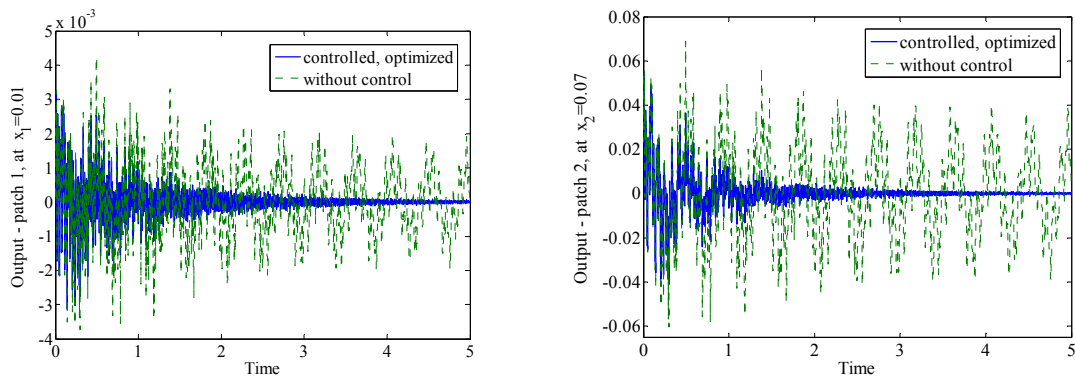 x 10⁻³
5
4
3
2
1
0
-1
-2
-3
-4
0 1 2 3 4 5
Time
Output - patch 1, at x₁=0.01
controlled, optimized
without control
0.08
0.06
0.04
0.02
0
-0.02
-0.04
-0.06
0 1 2 3 4 5
Time
Output - patch 2, at x₂=0.07
controlled, optimized
without control